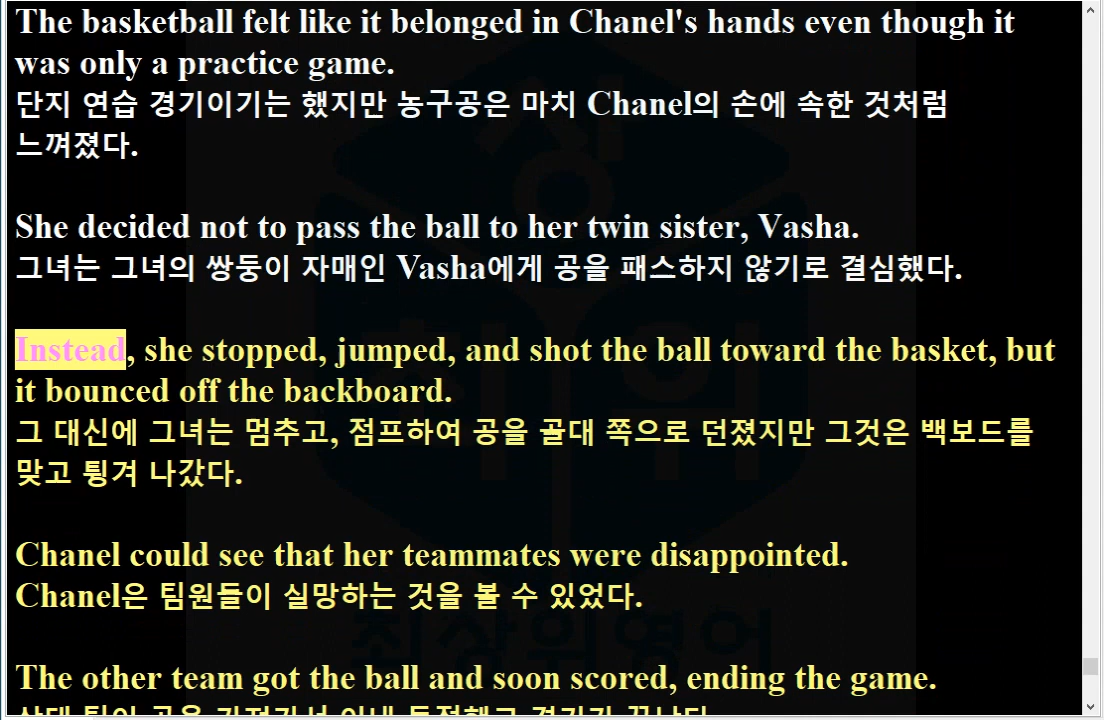 The basketball felt like it belonged in Chanel's hands even though it
was only a practice game.
단지 연습 경기이기는 했지만 농구공은 마치 Chanel의 손에 속한 것처럼
느껴졌다.
She decided not to pass the ball to her twin sister, Vasha.
그녀는 그녀의 쌍둥이 자매인 Vasha에게 공을 패스하지 않기로 결심했다.
Instead, she stopped, jumped, and shot the ball toward the basket, but
it bounced off the backboard.
그 대신에 그녀는 멈추고, 점프하여 공을 골대 쪽으로 던졌지만 그것은 백보드를
맞고 튕겨 나갔다.
Chanel could see that her teammates were disappointed.
Chanel은 팀원들이 실망하는 것을 볼 수 있었다.
최상위영어
The other team got the ball and soon scored, ending the game.